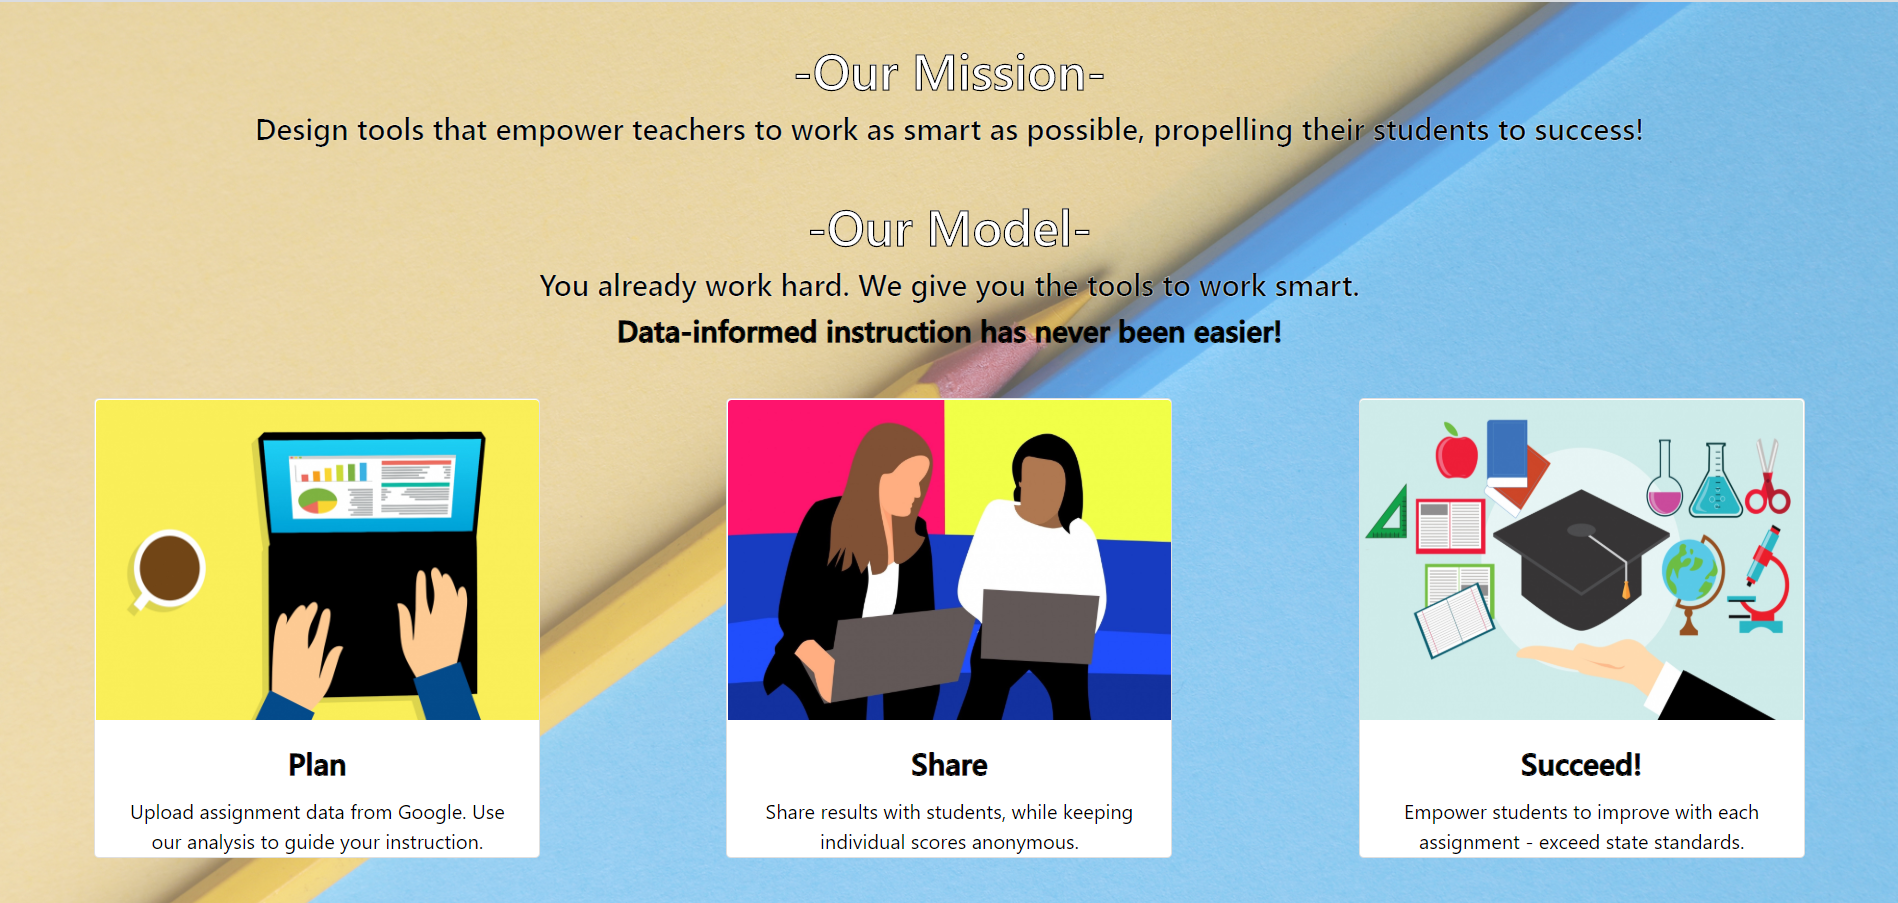 -Our Mission-
Design tools that empower teachers to work as smart as possible, propelling their students to success!
-Our Model-
You already work hard. We give you the tools to work smart.
Data-informed instruction has never been easier!
Plan
Upload assignment data from Google. Use
our analysis to guide your instruction.
Share
Share results with students, while keeping
individual scores anonymous.
Succeed!
Empower students to improve with each
assignment - exceed state standards.